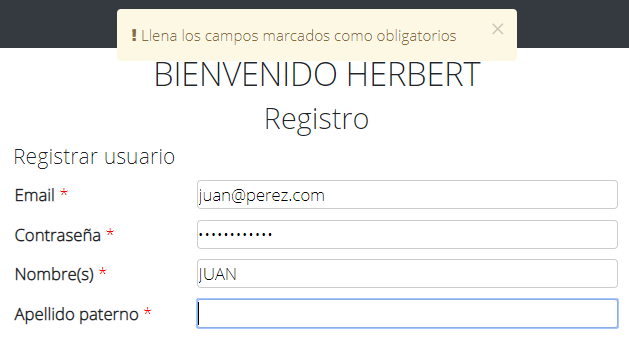 ! Llena los campos marcados como obligatorios ×
BIENVENIDO HERBERT
Registro
Registrar usuario
Email * juan@perez.com
Contraseña * ••••••••••••
Nombre(s) * JUAN
Apellido paterno *